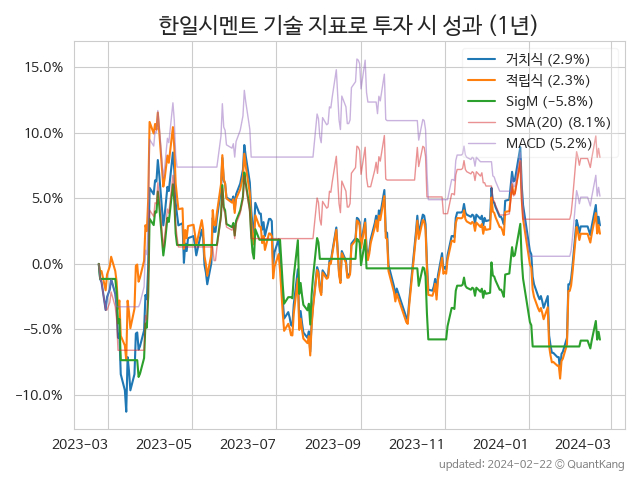 한일시멘트 기술 지표로 투자 시 성과 (1년)
거치식 (2.9%)
적립식 (2.3%)
SigM (−5.8%)
SMA(20) (8.1%)
MACD (5.2%)
15.0%
10.0%
5.0%
0.0%
−5.0%
−10.0%
2023-03 2023-05 2023-07 2023-09 2023-11 2024-01 2024-03
updated: 2024-02-22 ⓒ QuantKang